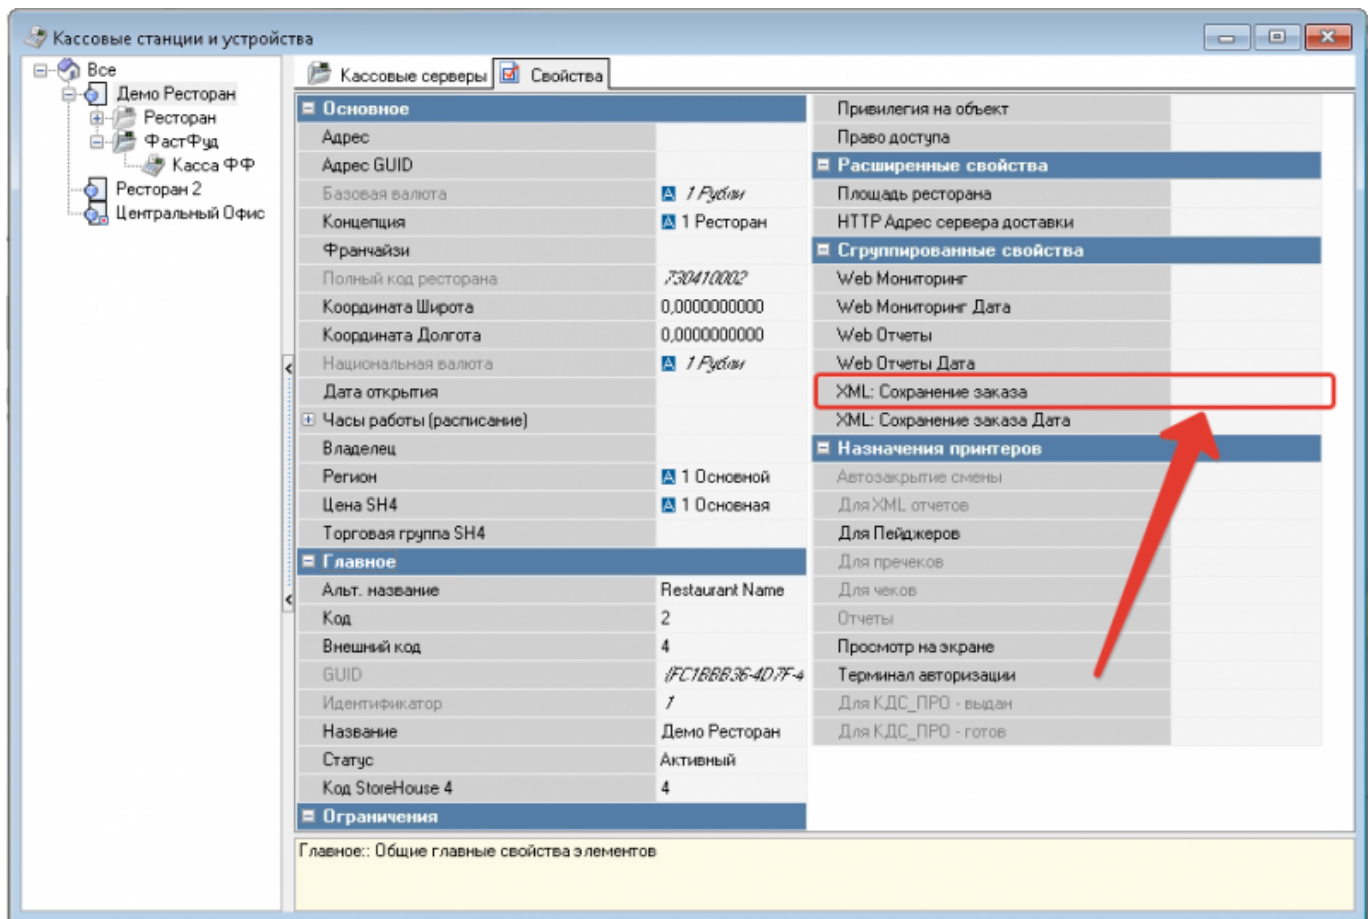 Кассовые станции и устройства
Все
Демо Ресторан
Ресторан
ФастФуд
Касса ФФ
Ресторан 2
Центральный Офис
Кассовые серверы
Свойства
Основное
Адрес
Адрес GUID
Базовая валюта 1 Рубли
Концепция 1 Ресторан
Франчайзи
Полный код ресторана 730410002
Координата Широта 0,0000000000
Координата Долгота 0,0000000000
Национальная валюта 1 Рубли
Дата открытия
Часы работы (расписание)
Владелец
Регион 1 Основной
Цена SH4 1 Основная
Торговая группа SH4
Главное
Альт. название Restaurant Name
Код 2
Внешний код 4
GUID {FC1BBB36-4D7F-4
Идентификатор 1
Название Демо Ресторан
Статус Активный
Код StoreHouse 4 4
Ограничения
Привилегия на объект
Право доступа
Расширенные свойства
Площадь ресторана
HTTP Адрес сервера доставки
Сгруппированные свойства
Web Мониторинг
Web Мониторинг Дата
Web Отчеты
Web Отчеты Дата
XML: Сохранение заказа
XML: Сохранение заказа Дата
Назначения принтеров
Автозакрытие смены
Для XML отчетов
Для Пейджеров
Для пречеков
Для чеков
Отчеты
Просмотр на экране
Терминал авторизации
Для КДС_ПРО - выдан
Для КДС_ПРО - готов
Главное:: Общие главные свойства элементов